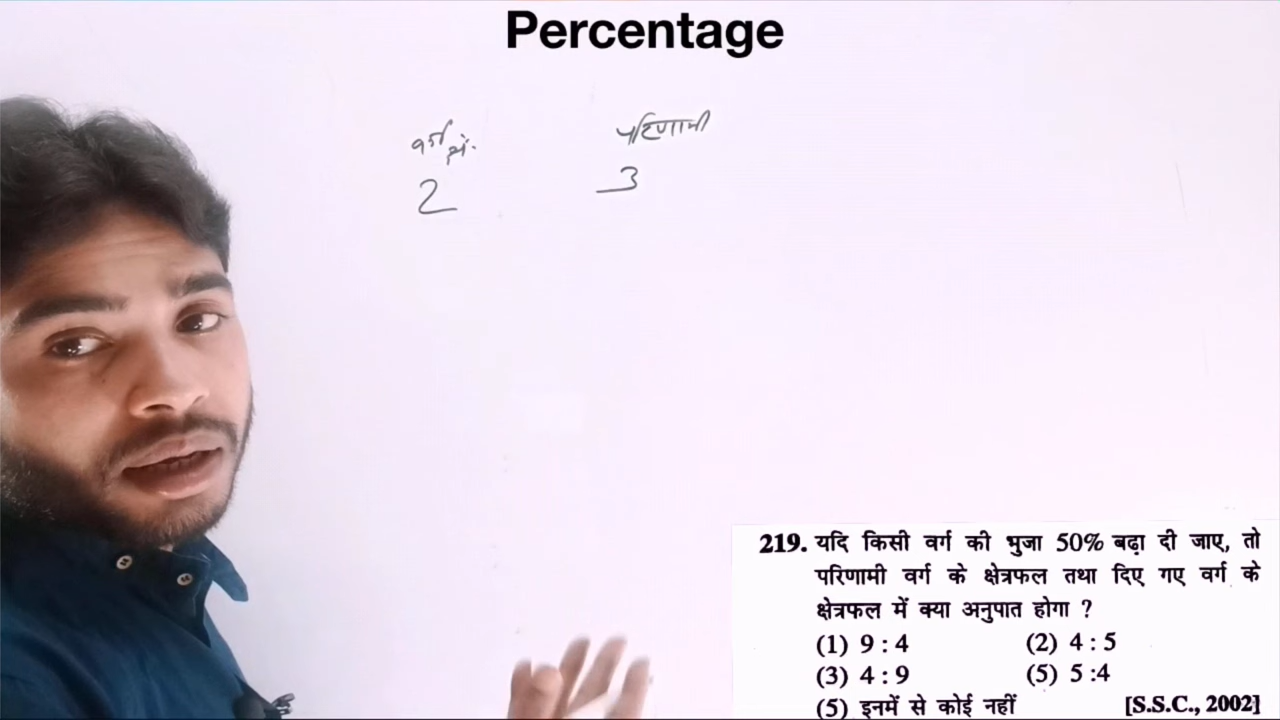 Percentage
वर्ग क्षे. परिणामी
2 3
219. यदि किसी वर्ग की भुजा 50% बढ़ा दी जाए, तो
परिणामी वर्ग के क्षेत्रफल तथा दिए गए वर्ग के
क्षेत्रफल में क्या अनुपात होगा ?
(1) 9 : 4 (2) 4 : 5
(3) 4 : 9 (5) 5 :4
(5) इनमें से कोई नहीं [S.S.C., 2002]